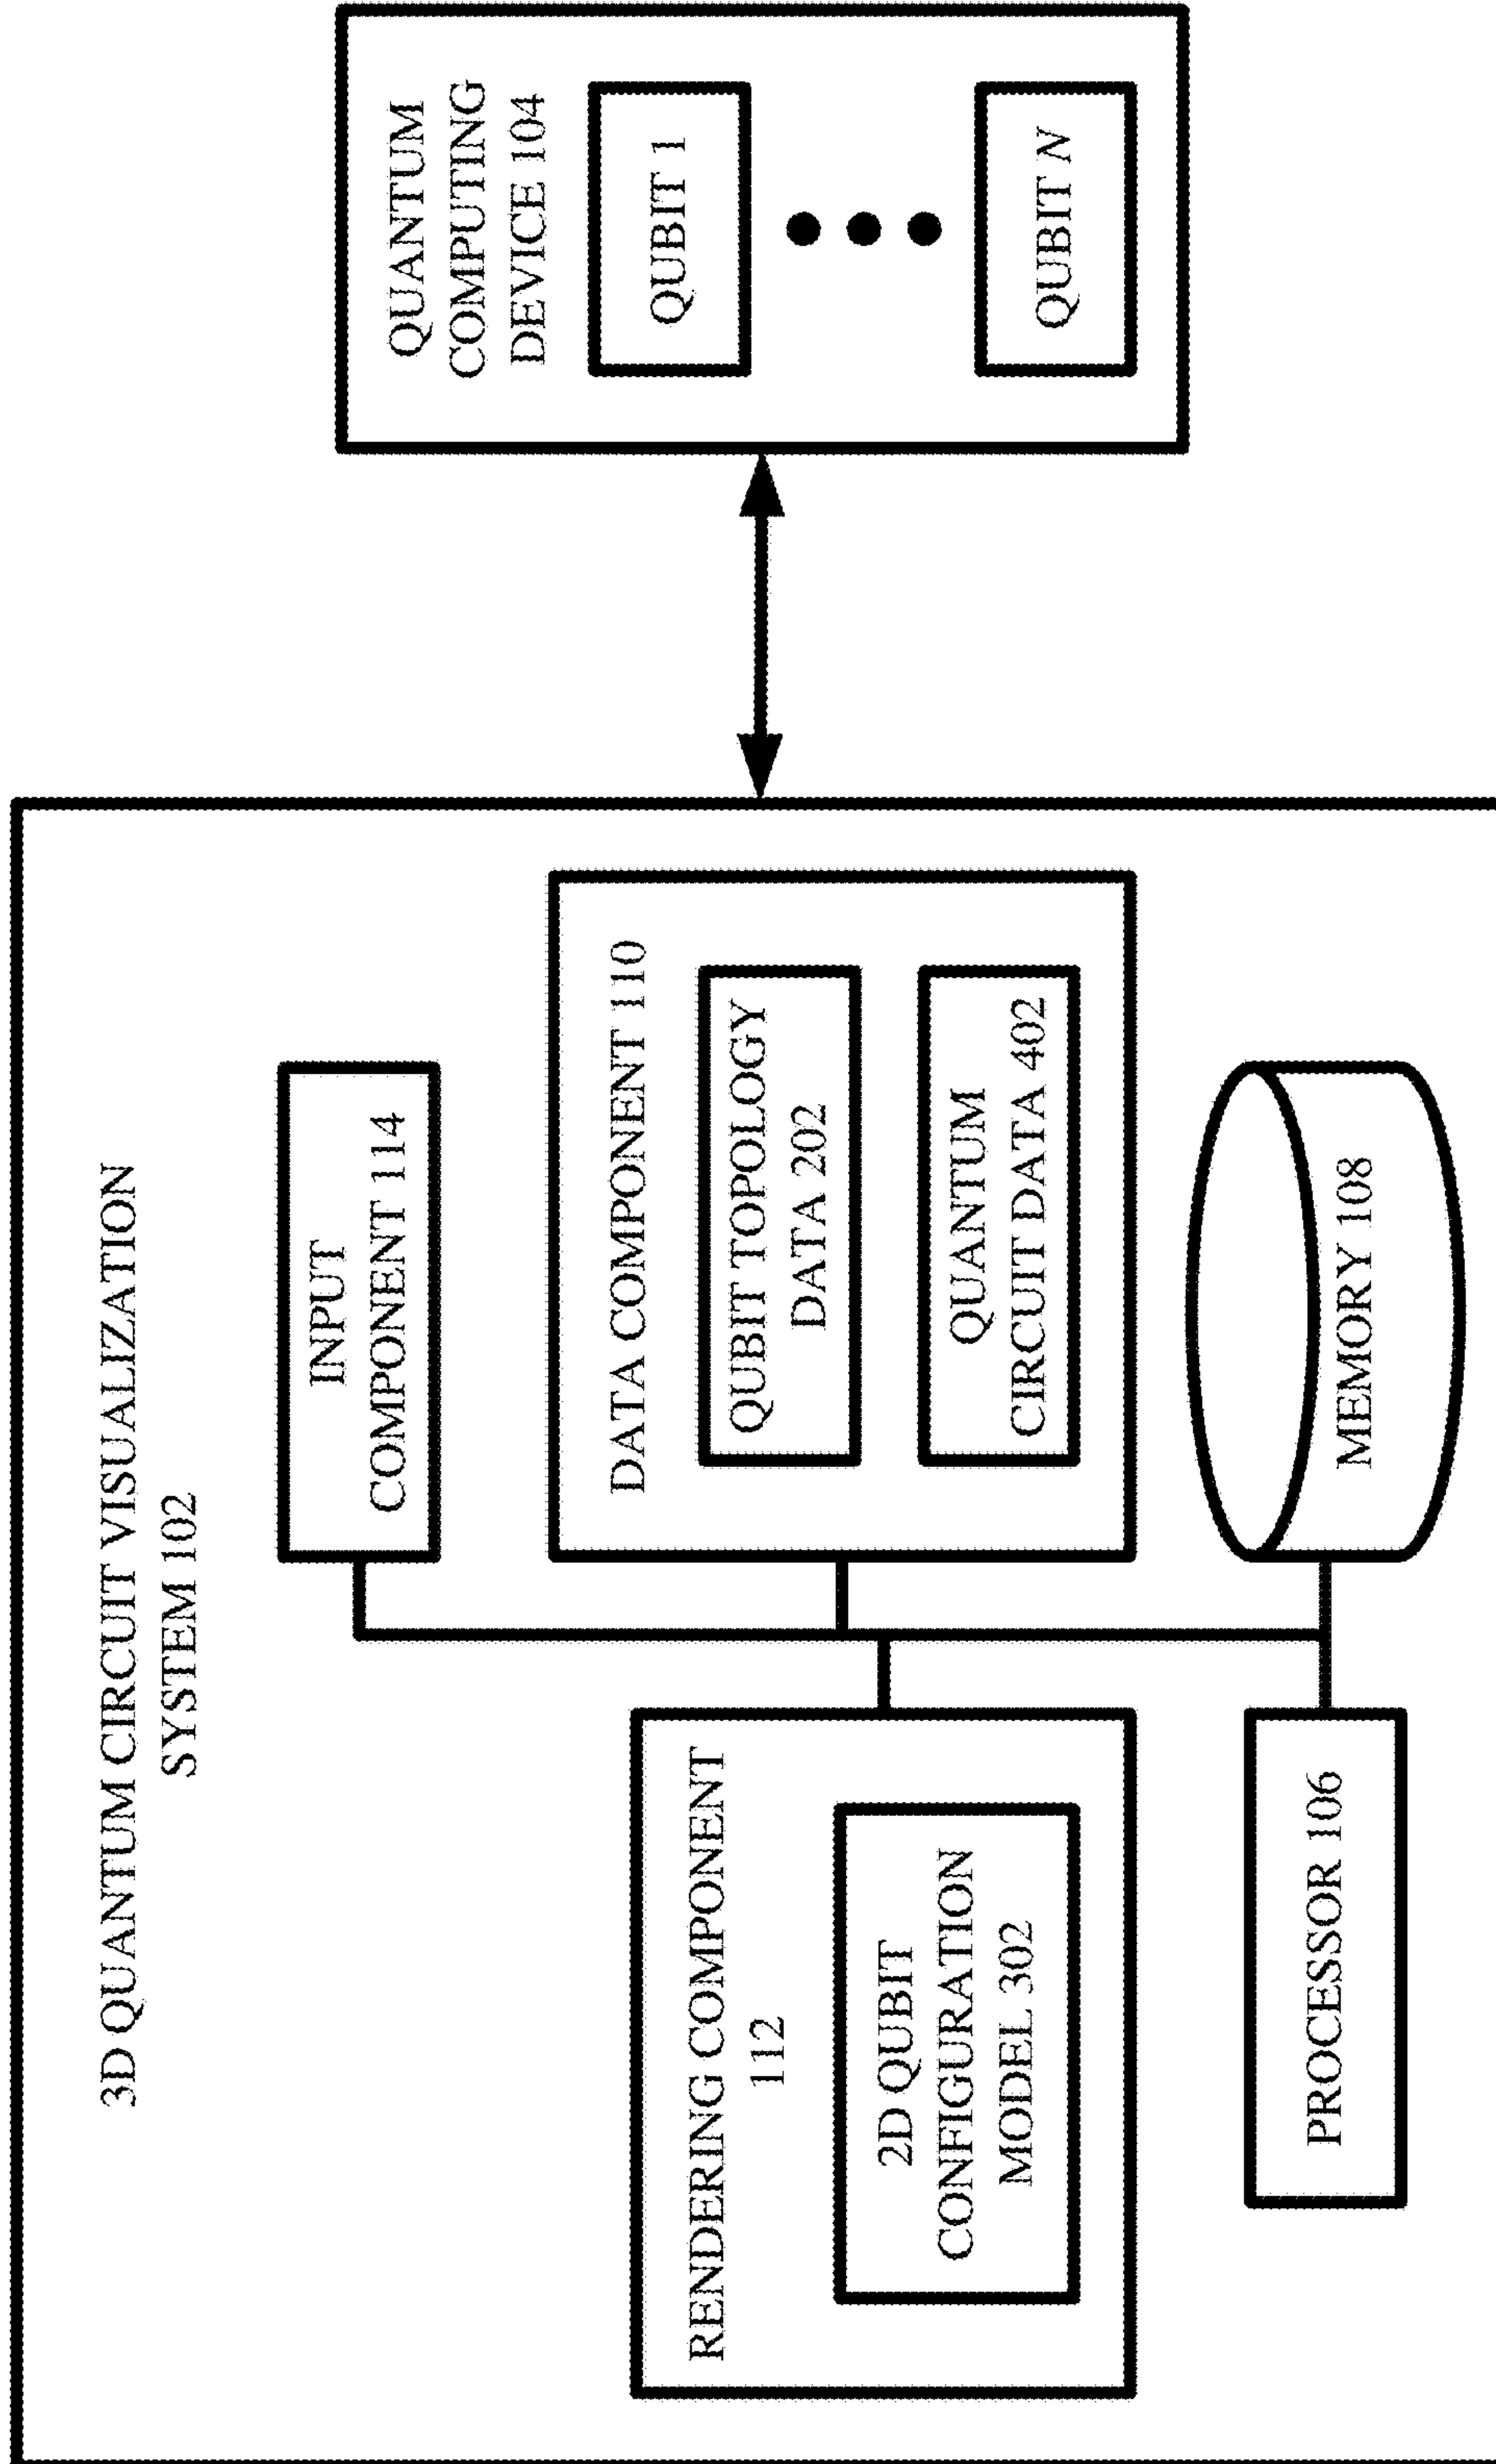 3D QUANTUM CIRCUIT VISUALIZATION
SYSTEM 102
RENDERING COMPONENT
112
2D QUBIT
CONFIGURATION
MODEL 302
PROCESSOR 106
INPUT
COMPONENT 114
DATA COMPONENT 110
QUBIT TOPOLOGY
DATA 202
QUANTUM
CIRCUIT DATA 402
MEMORY 108
QUANTUM
COMPUTING
DEVICE 104
QUBIT 1
QUBIT N